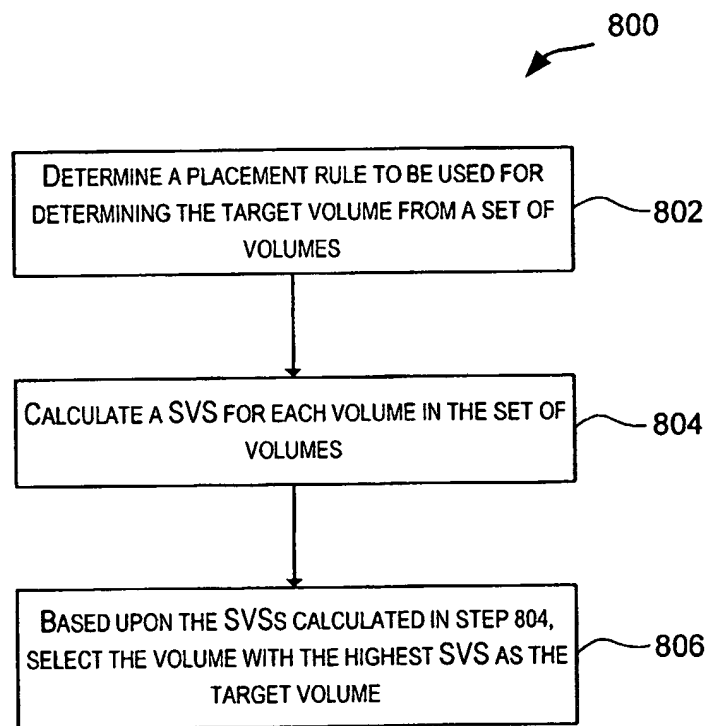 800
DETERMINE A PLACEMENT RULE TO BE USED FOR
DETERMINING THE TARGET VOLUME FROM A SET OF
VOLUMES
802
CALCULATE A SVS FOR EACH VOLUME IN THE SET OF
VOLUMES
804
BASED UPON THE SVSS CALCULATED IN STEP 804,
SELECT THE VOLUME WITH THE HIGHEST SVS AS THE
TARGET VOLUME
806